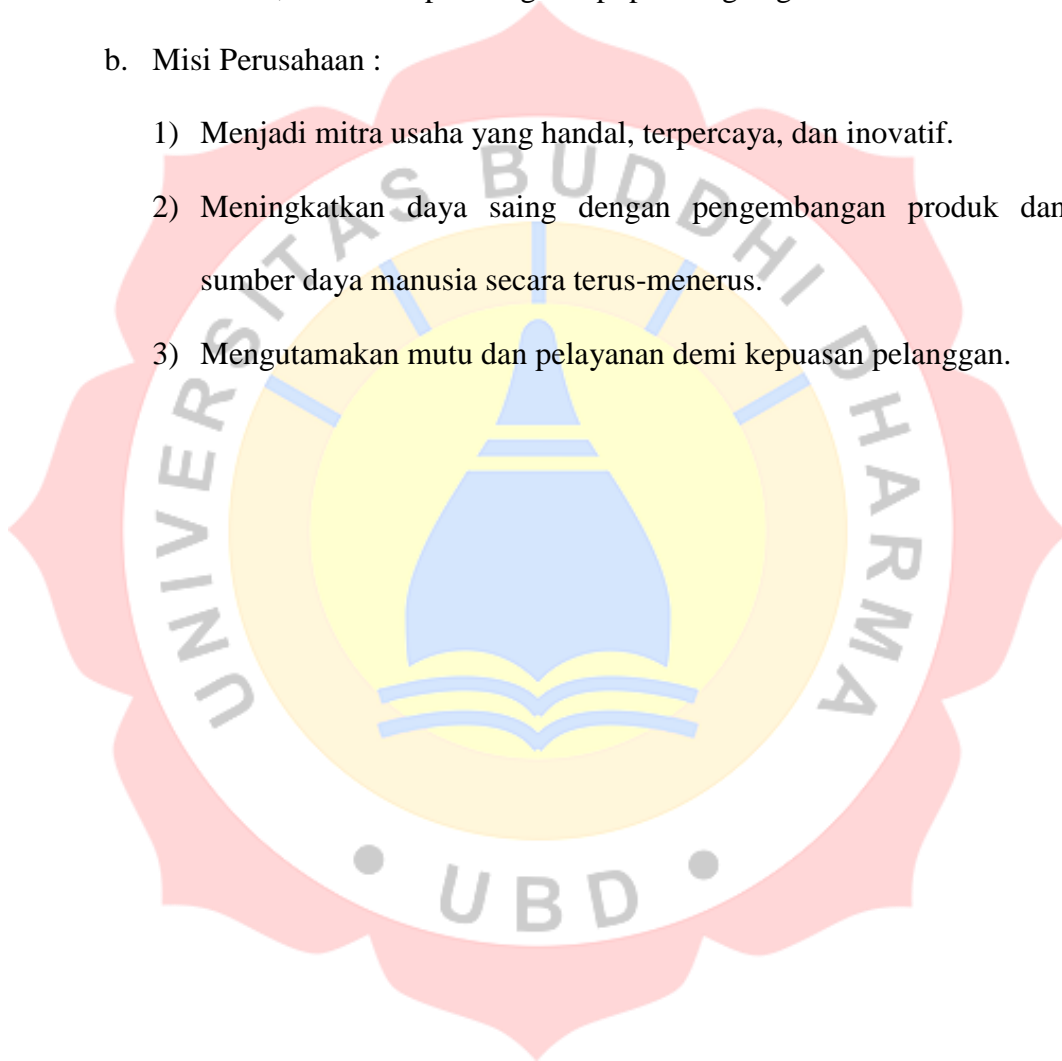 b. Misi Perusahaan :
1) Menjadi mitra usaha yang handal, terpercaya, dan inovatif.
2) Meningkatkan daya saing dengan pengembangan produk dan
sumber daya manusia secara terus-menerus.
3) Mengutamakan mutu dan pelayanan demi kepuasan pelanggan.
UNIVERSITAS BUDDHI DHARMA
• UBD •